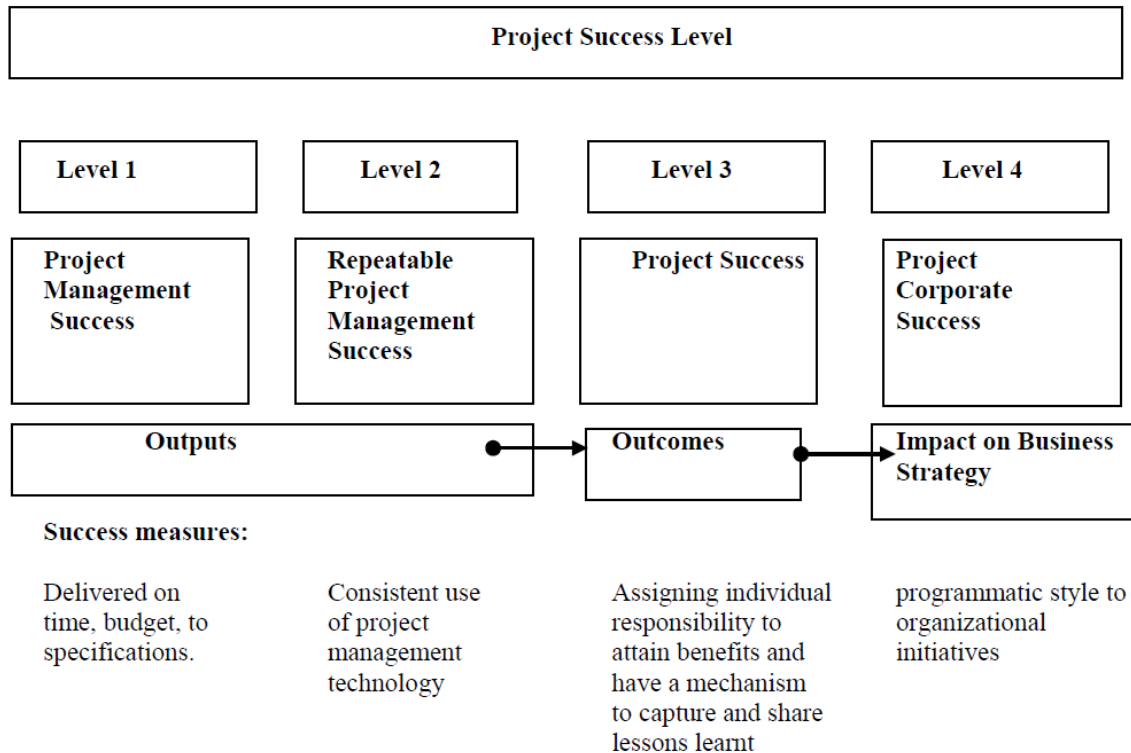 Project Success Level
Level 1
Level 2
Level 3
Level 4
Project
Management
Success
Repeatable
Project
Management
Success
Project Success
Project
Corporate
Success
Outputs
Outcomes
Impact on Business
Strategy
Success measures:
Delivered on
time, budget, to
specifications.
Consistent use
of project
management
technology
Assigning individual
responsibility to
attain benefits and
have a mechanism
to capture and share
lessons learnt
programmatic style to
organizational
initiatives